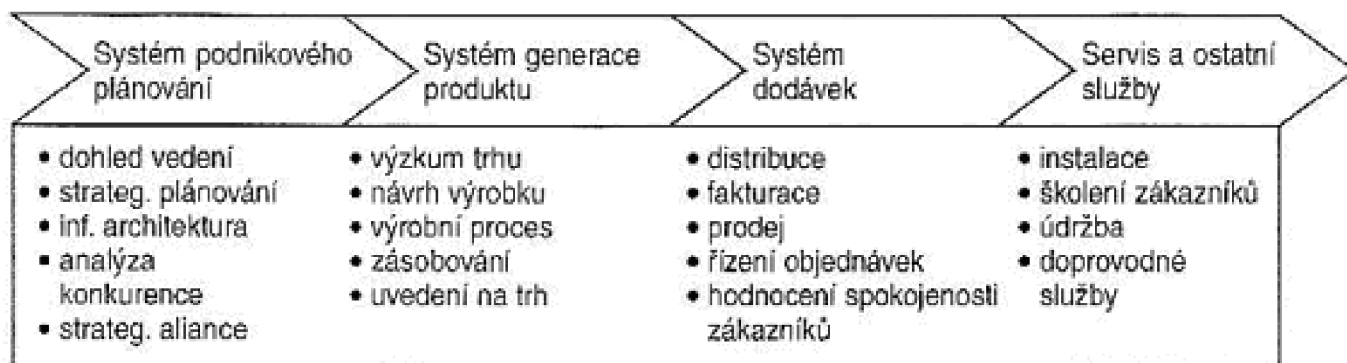 Systém podnikového
plánování
Systém generace
produktu
Systém
dodávek
Servis a ostatní
služby
• dohled vedení
• strateg. plánování
• inf. architektura
• analýza
konkurence
• strateg. aliance
• výzkum trhu
• návrh výrobku
• výrobní proces
• zásobování
• uvedení na trh
• distribuce
• fakturace
• prodej
• řízení objednávek
• hodnocení spokojenosti
zákazníků
• instalace
• školení zákazníků
• údržba
• doprovodné
služby